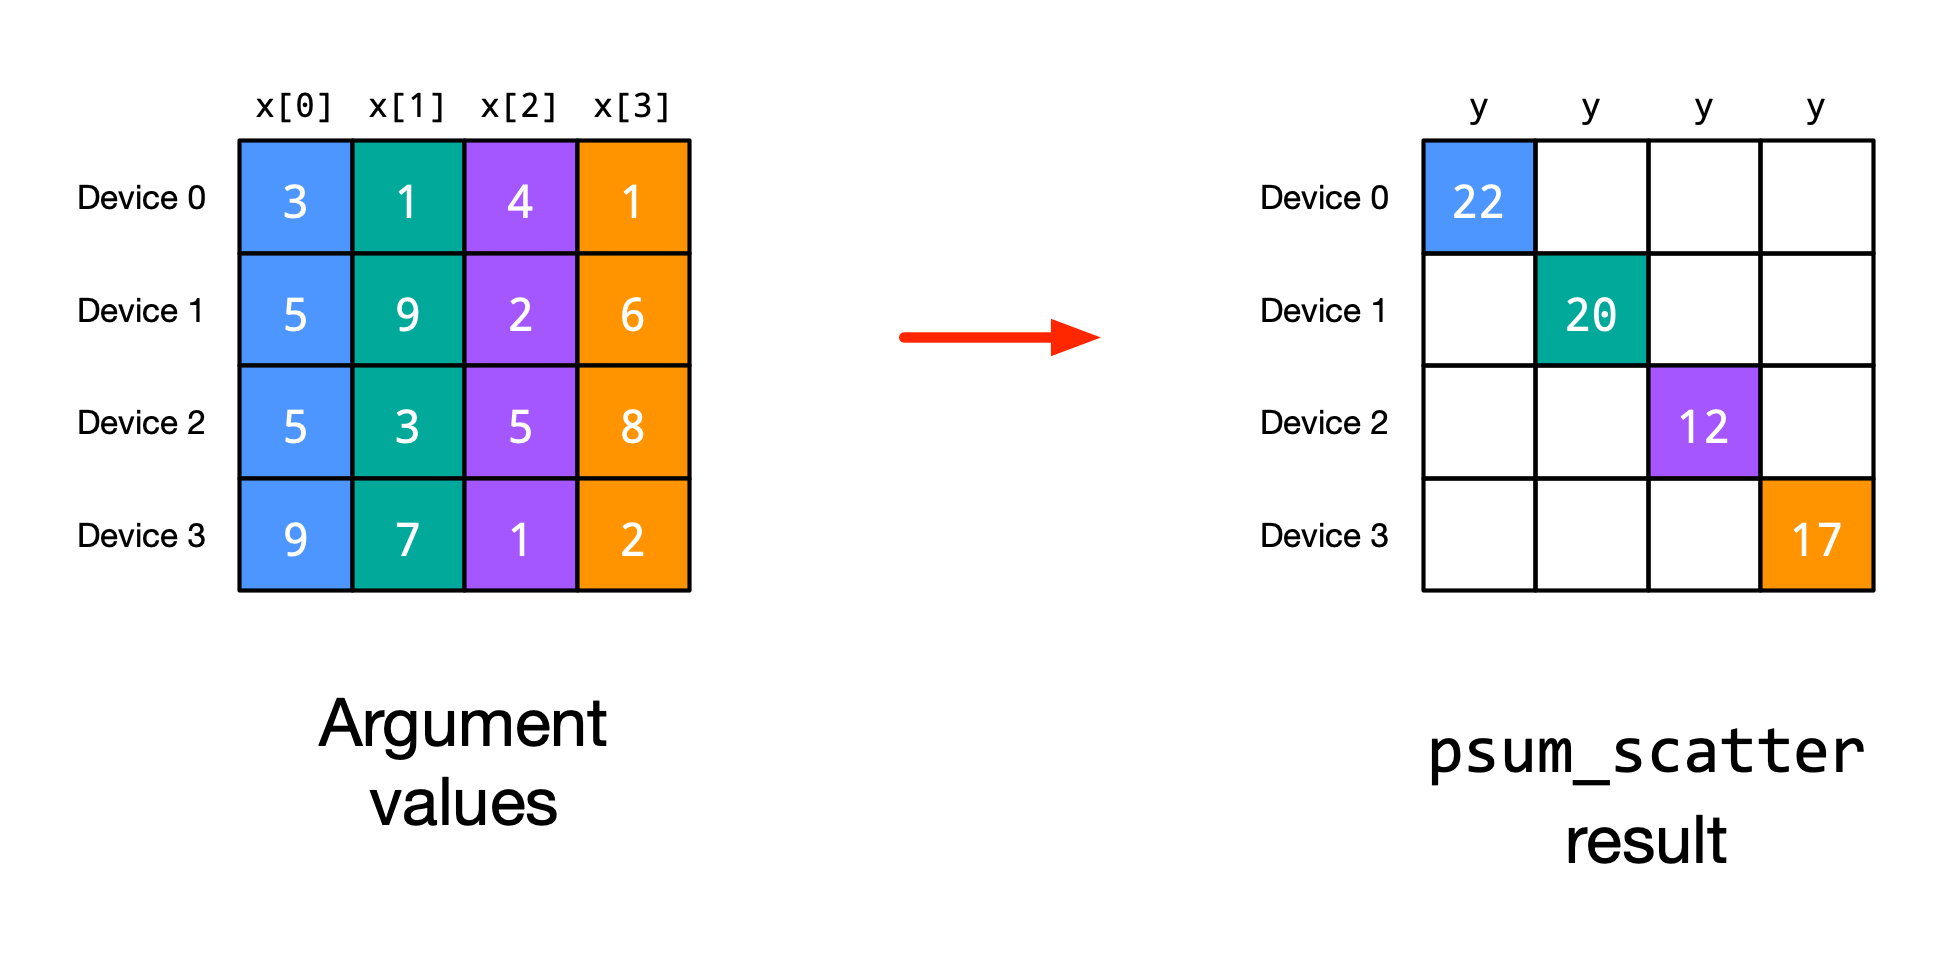 x[0] x[1] x[2] x[3]
Device 0 3 1 4 1
Device 1 5 9 2 6
Device 2 5 3 5 8
Device 3 9 7 1 2
Argument
values
y y y y
Device 0 22
Device 1 20
Device 2 12
Device 3 17
psum_scatter
result